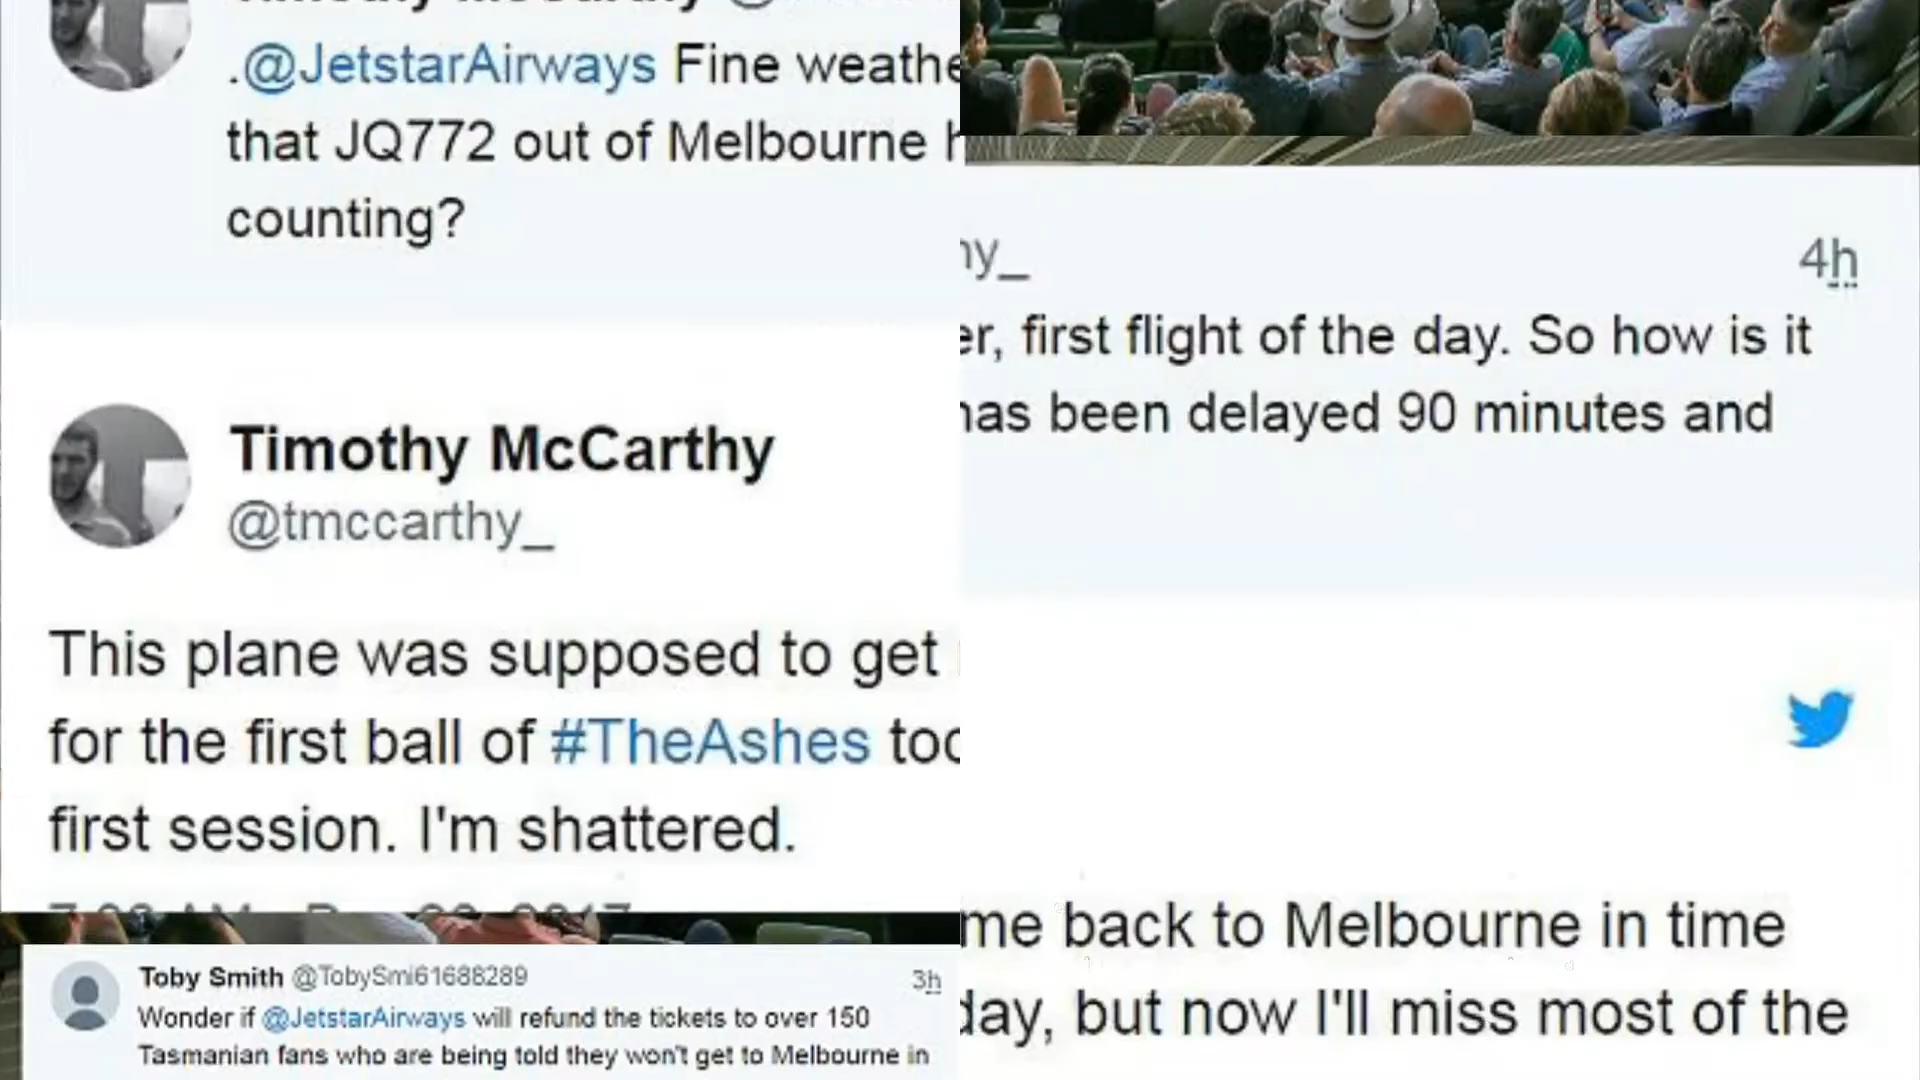 Timothy McCarthy
.@JetstarAirways Fine weathe
that JQ772 out of Melbourne h
counting?
Timothy McCarthy
@tmccarthy_
This plane was supposed to get
for the first ball of #TheAshes too
first session. I'm shattered.
Toby Smith @TobySmi61688289 3h
Wonder if @JetstarAirways will refund the tickets to over 150
Tasmanian fans who are being told they won't get to Melbourne in
hy_ 4h
er, first flight of the day. So how is it
has been delayed 90 minutes and
me back to Melbourne in time
day, but now I'll miss most of the